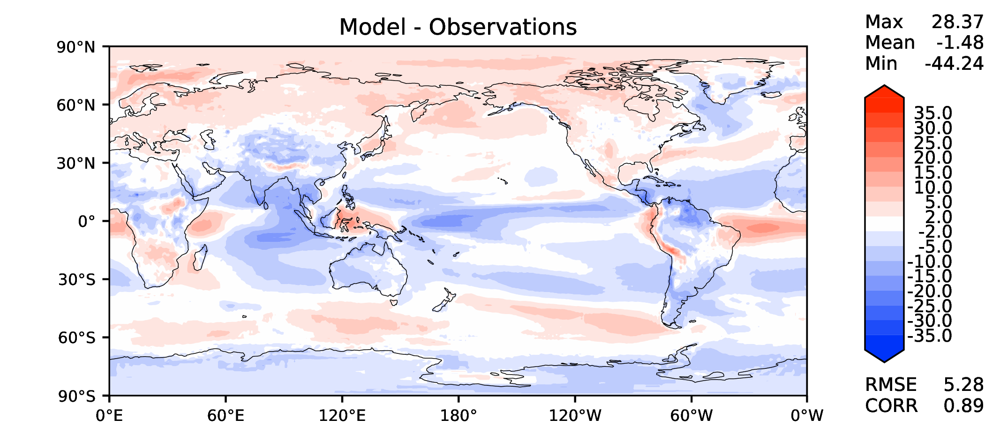 Model - Observations
Max 28.37
Mean -1.48
Min -44.24
90°N
60°N
30°N
0°
30°S
60°S
90°S
0°E
60°E
120°E
180°
120°W
60°W
0°W
35.0
30.0
25.0
20.0
15.0
10.0
5.0
2.0
-2.0
-5.0
-10.0
-15.0
-20.0
-25.0
-30.0
-35.0
RMSE 5.28
CORR 0.89